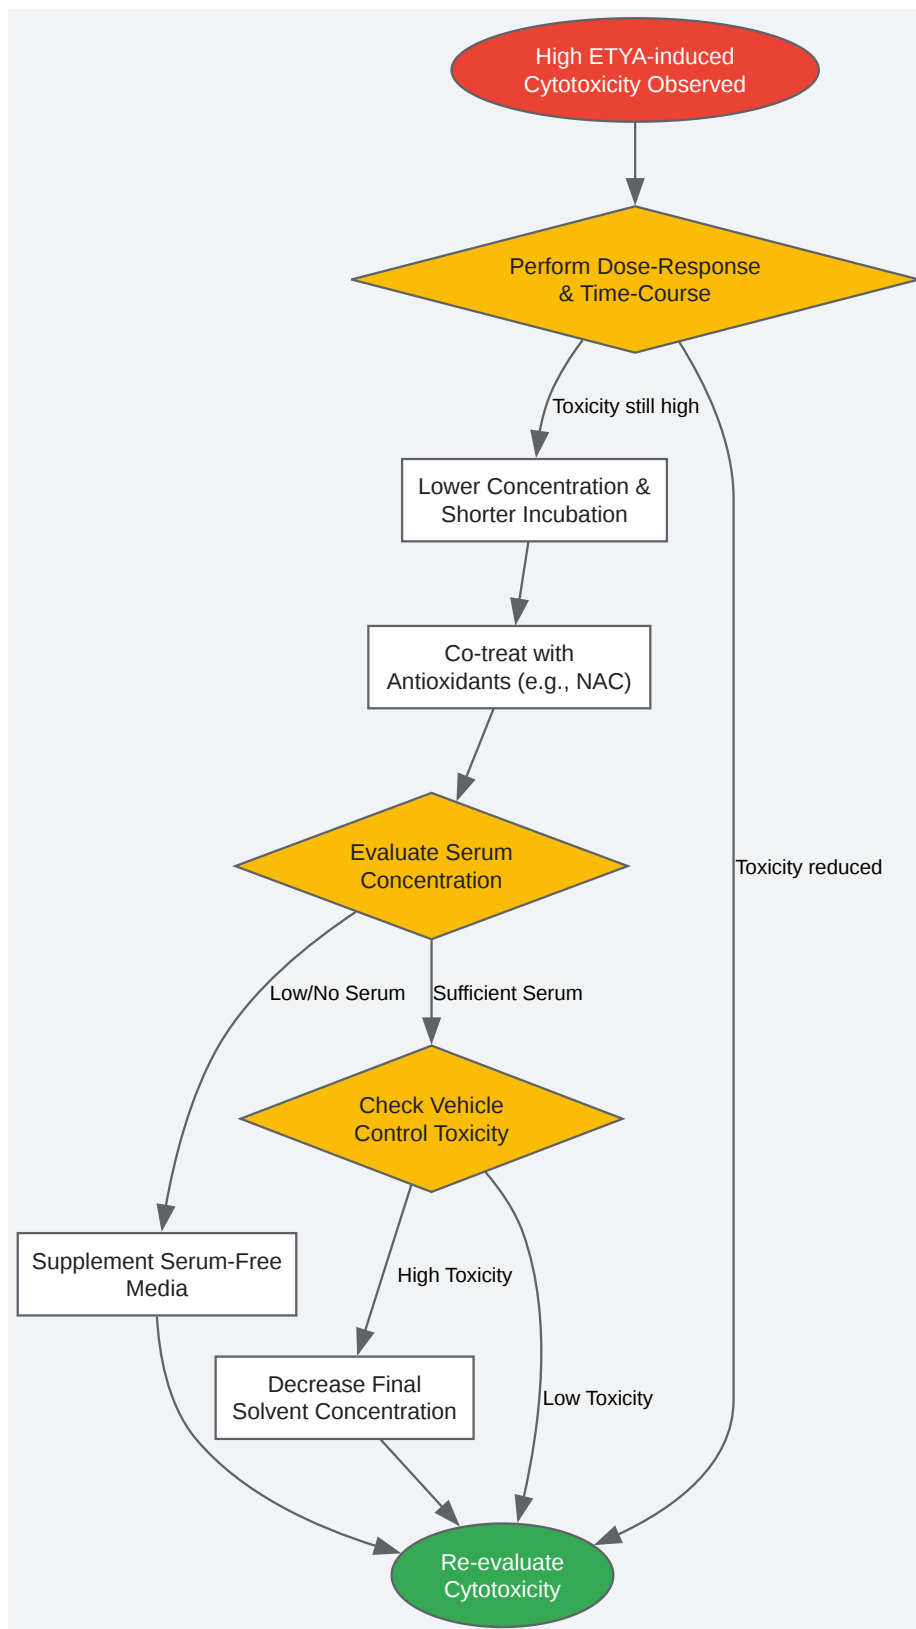 High ETYA-induced
Cytotoxicity Observed
Perform Dose-Response
& Time-Course
Toxicity still high
Lower Concentration &
Shorter Incubation
Co-treat with
Antioxidants (e.g., NAC)
Evaluate Serum
Concentration
Toxicity reduced
Low/No Serum
Sufficient Serum
Check Vehicle
Control Toxicity
Supplement Serum-Free
Media
High Toxicity
Decrease Final
Solvent Concentration
Low Toxicity
Re-evaluate
Cytotoxicity